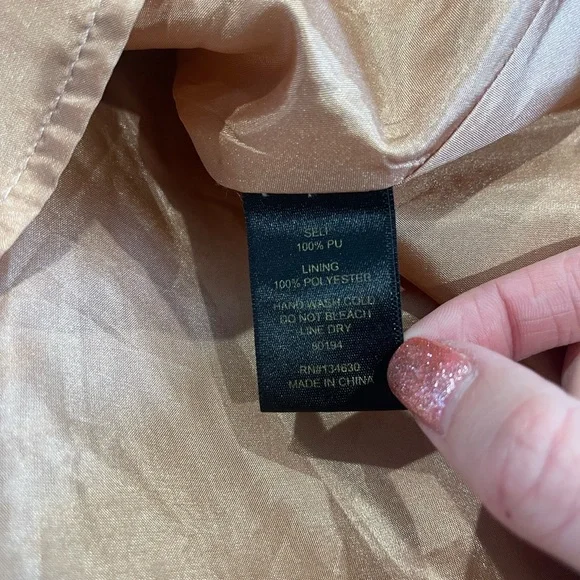 SELF
100% PU
LINING
100% POLYESTER
HAND WASH COLD
DO NOT BLEACH
LINE DRY
80194
RN#134630
MADE IN CHINA